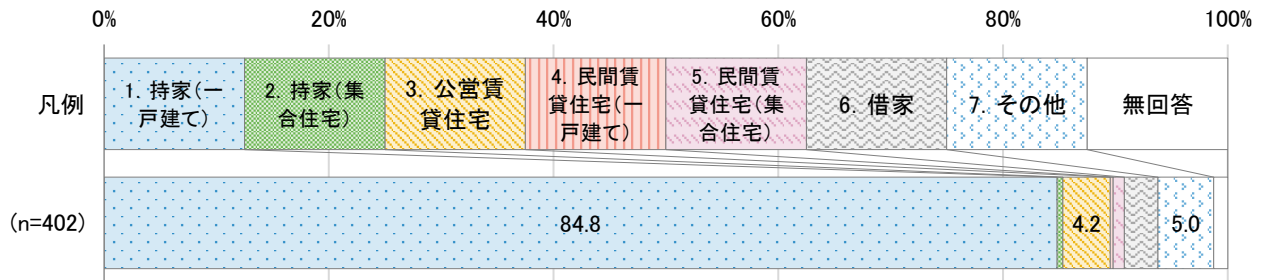 0% 20% 40% 60% 80% 100%
凡例
1. 持家(一
戸建て)
2. 持家(集
合住宅)
3. 公営賃
貸住宅
4. 民間賃
貸住宅(一
戸建て)
5. 民間賃
貸住宅(集
合住宅)
6. 借家
7. その他
無回答
(n=402) 84.8 4.2 5.0